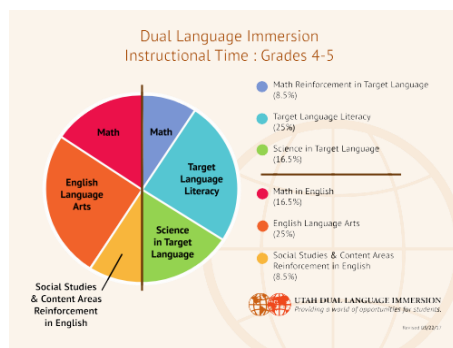 Dual Language Immersion
Instructional Time : Grades 4-5
Math
Math
Target
Language
Literacy
English
Language
Arts
Science
in Target
Language
Social Studies
& Content Areas
Reinforcement
in English
Math Reinforcement in Target Language
(8.5%)
Target Language Literacy
(25%)
Science in Target Language
(16.5%)
Math in English
(16.5%)
English Language Arts
(25%)
Social Studies & Content Areas
Reinforcement in English
(8.5%)
UTAH DUAL LANGUAGE IMMERSION
Providing a world of opportunities for students.
Revised